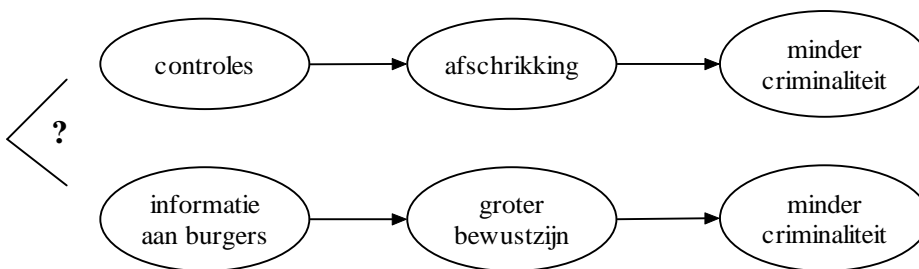 controles
afschrikking
minder
criminaliteit
?
informatie
aan burgers
groter
bewustzijn
minder
criminaliteit